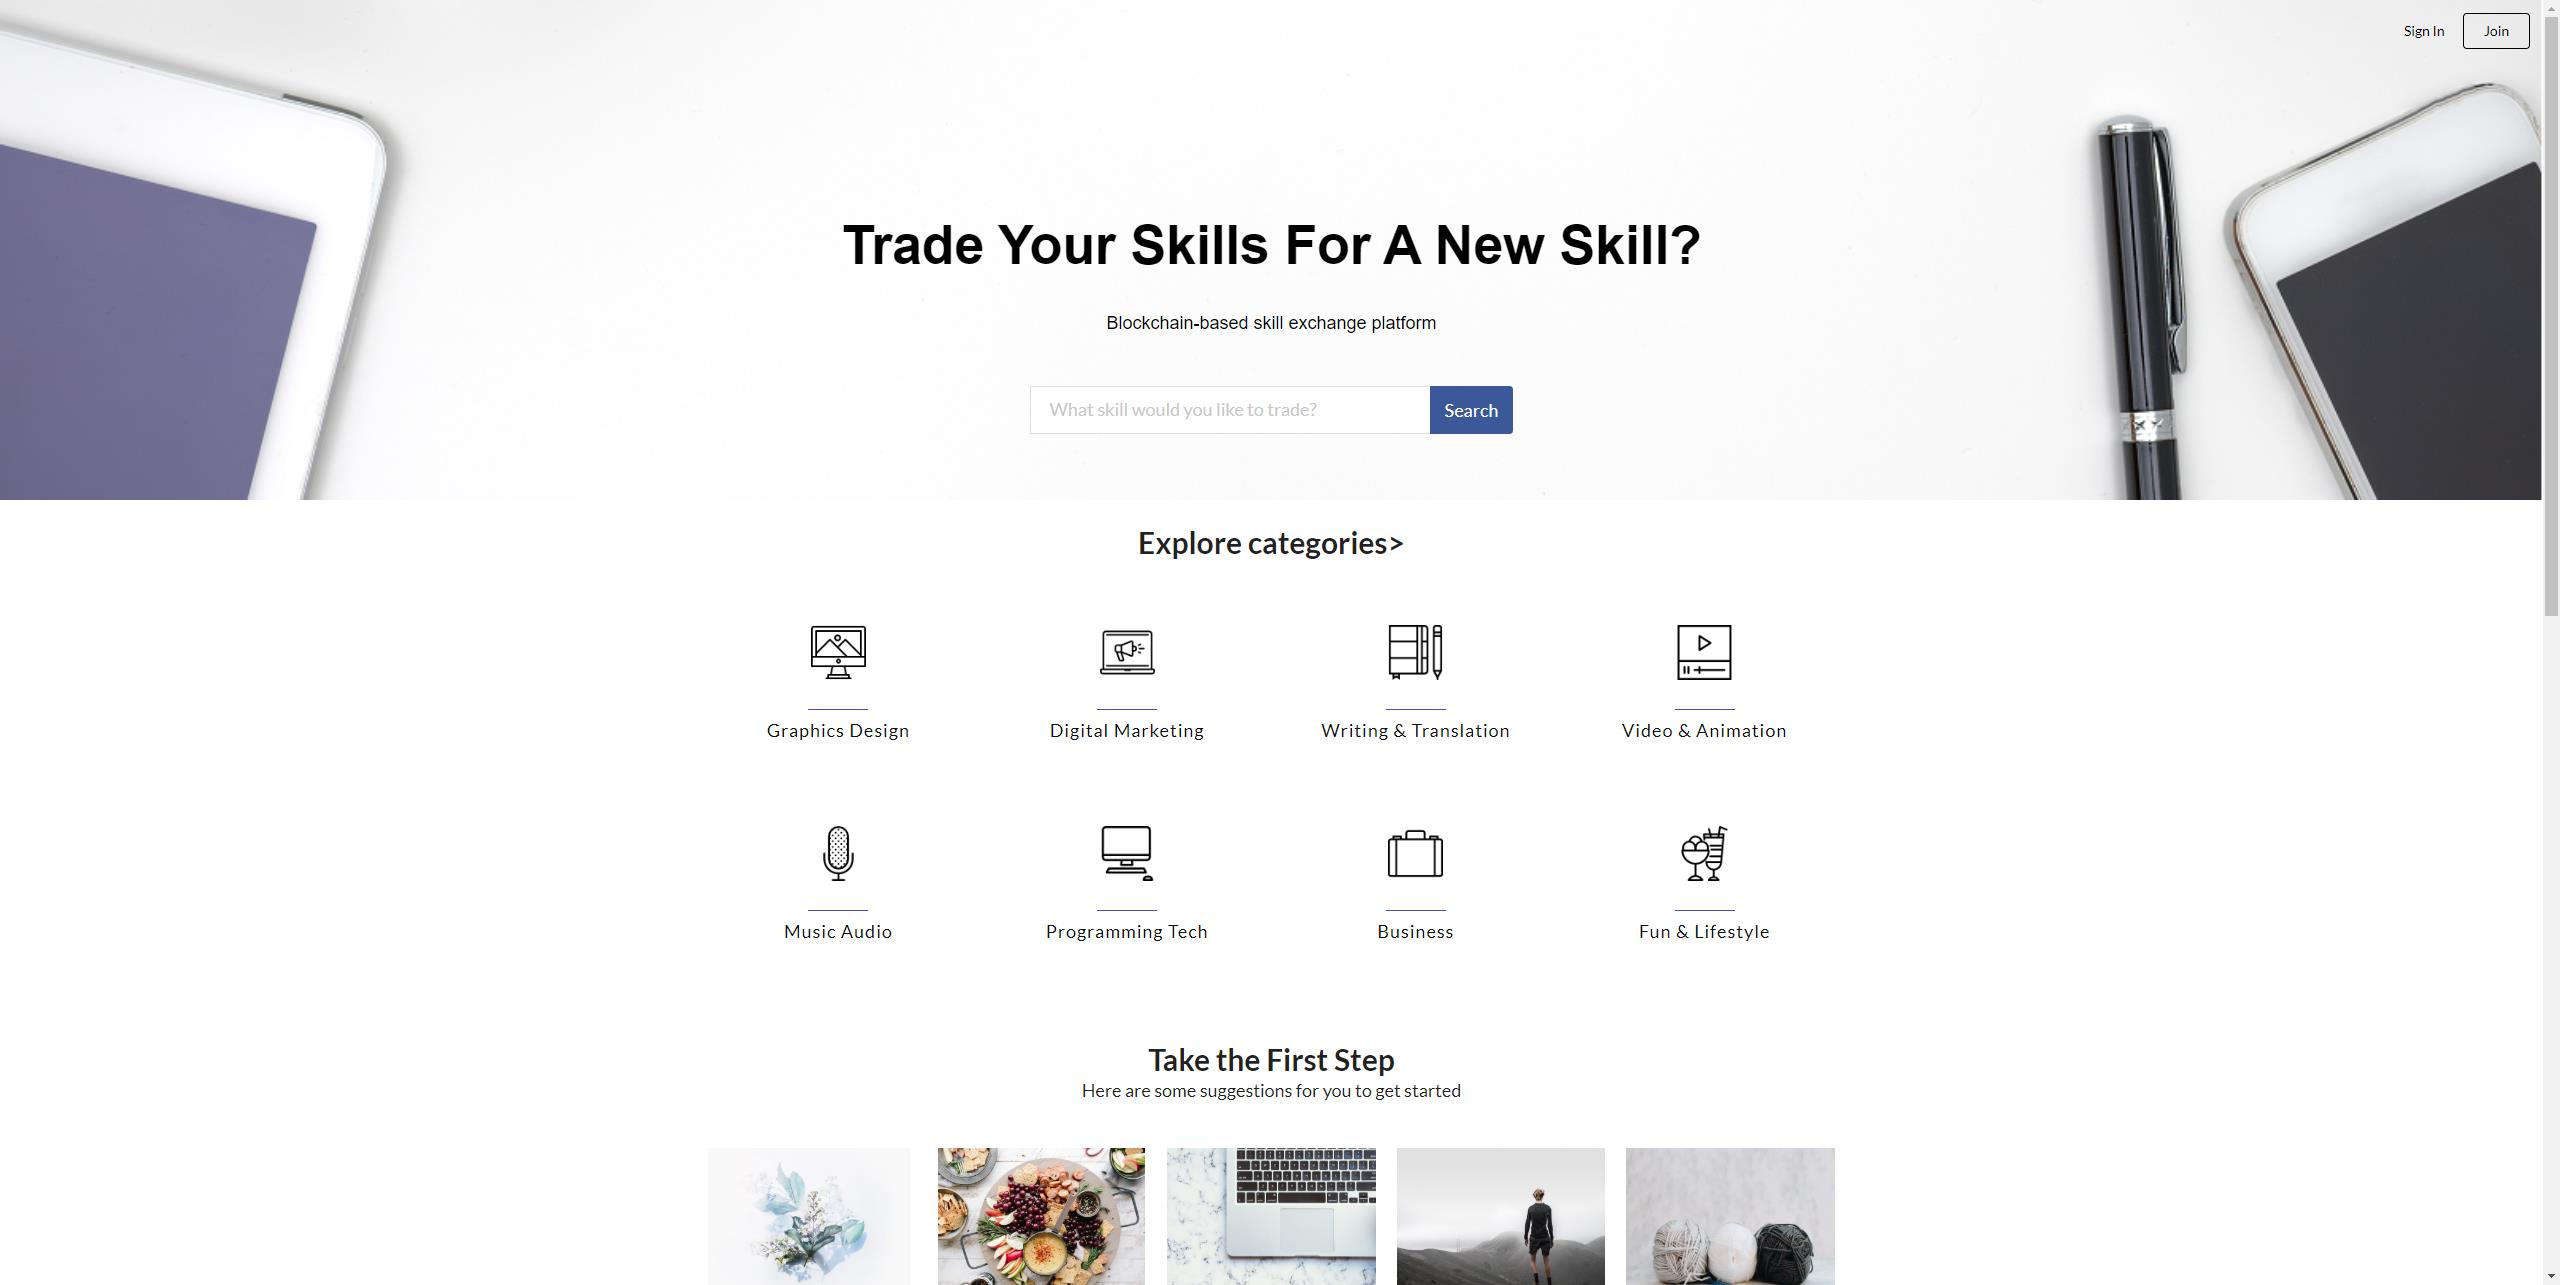 Sign In
Join
Trade Your Skills For A New Skill?
Blockchain-based skill exchange platform
What skill would you like to trade?
Search
Explore categories>
Graphics Design
Digital Marketing
Writing & Translation
Video & Animation
Music Audio
Programming Tech
Business
Fun & Lifestyle
Take the First Step
Here are some suggestions for you to get started